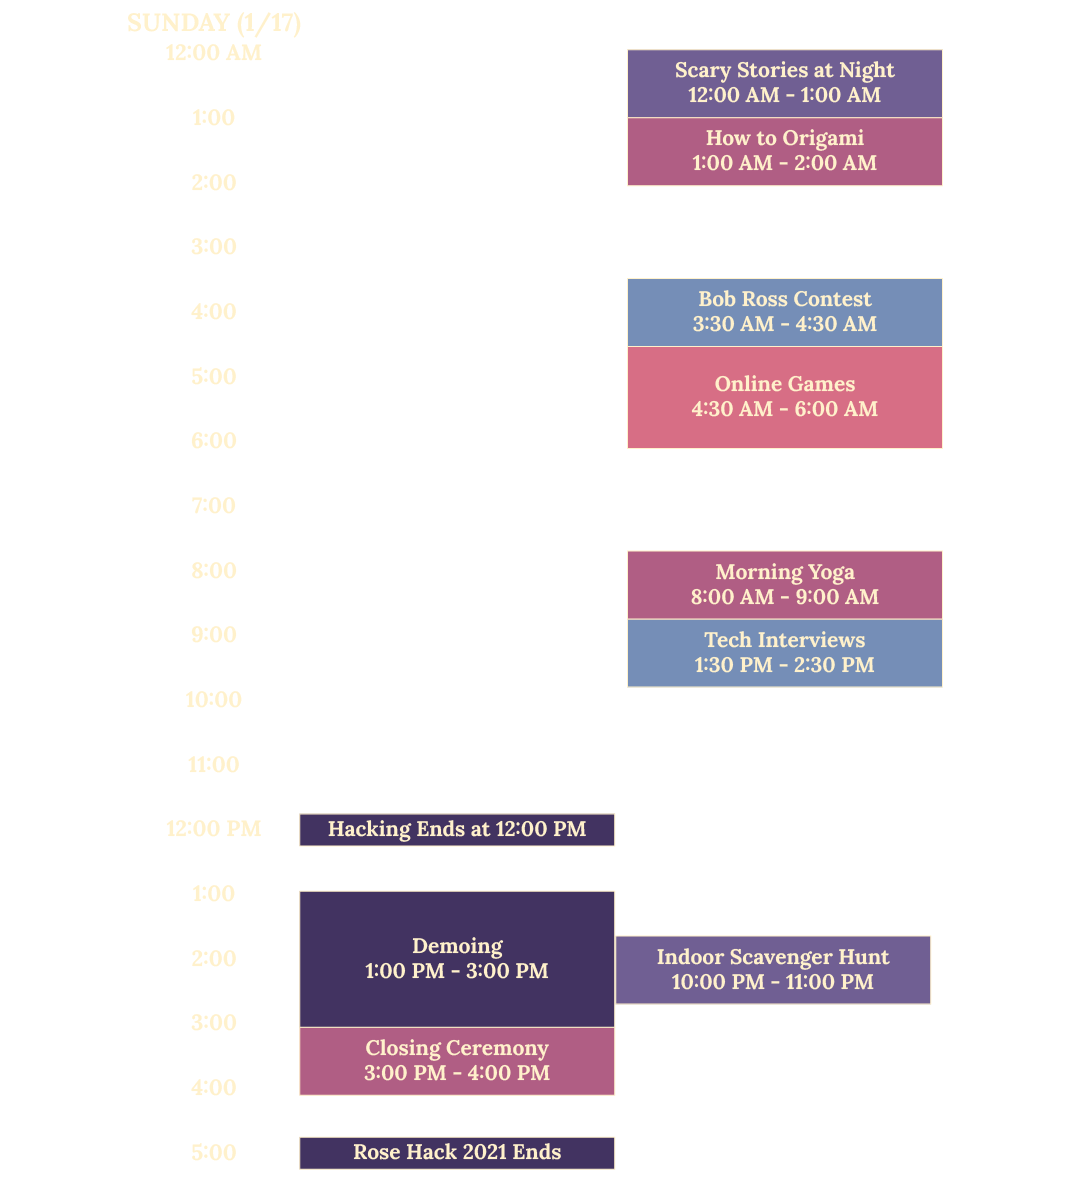 SUNDAY (1/17)
12:00 AM
Scary Stories at Night
12:00 AM - 1:00 AM
1:00
How to Origami
1:00 AM - 2:00 AM
2:00
3:00
Bob Ross Contest
3:30 AM - 4:30 AM
4:00
5:00
Online Games
4:30 AM - 6:00 AM
6:00
7:00
8:00
Morning Yoga
8:00 AM - 9:00 AM
9:00
Tech Interviews
1:30 PM - 2:30 PM
10:00
11:00
12:00 PM
Hacking Ends at 12:00 PM
1:00
Demoing
1:00 PM - 3:00 PM
2:00
Indoor Scavenger Hunt
10:00 PM - 11:00 PM
3:00
Closing Ceremony
3:00 PM - 4:00 PM
4:00
5:00
Rose Hack 2021 Ends